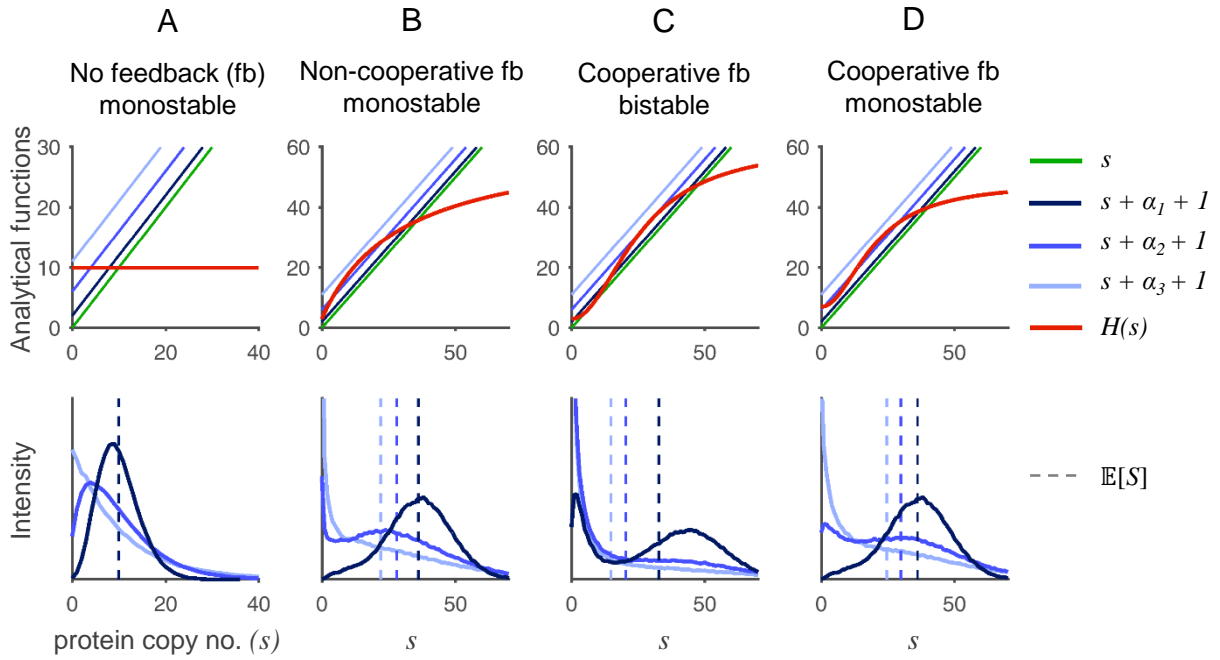 A B C D
No feedback (fb) Non-cooperative fb Cooperative fb Cooperative fb
monostable monostable bistable monostable
Analytical functions
30 60 60 60
20 40 40 40
10 20 20 20
0 0 0 0
0 20 40 0 50 0 50 0 50
s
s + α1 + 1
s + α2 + 1
s + α3 + 1
H(s)
Intensity
𝔼[S]
0 20 40 0 50 0 50 0 50
protein copy no. (s) s s s